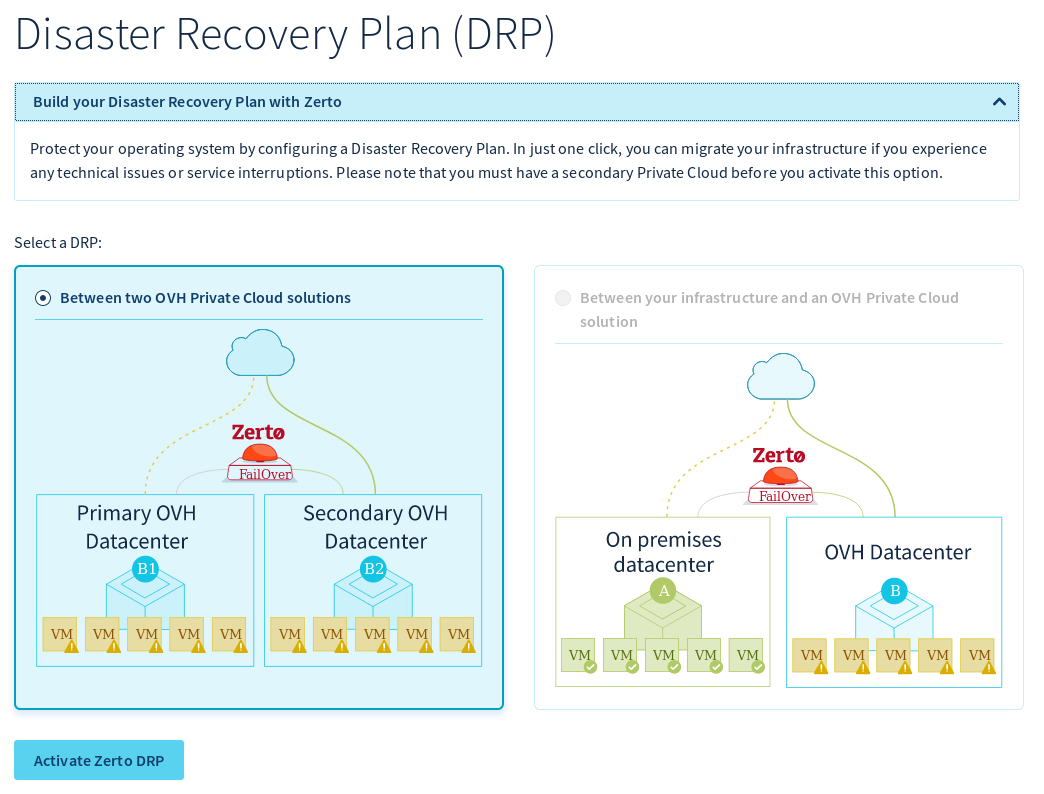 Disaster Recovery Plan (DRP)
Build your Disaster Recovery Plan with Zerto
Protect your operating system by configuring a Disaster Recovery Plan. In just one click, you can migrate your infrastructure if you experience
any technical issues or service interruptions. Please note that you must have a secondary Private Cloud before you activate this option.
Select a DRP:
Between two OVH Private Cloud solutions
Zertø
FailOver
Primary OVH
Datacenter
B1
VM VM VM VM VM
Secondary OVH
Datacenter
B2
VM VM VM VM VM
Between your infrastructure and an OVH Private Cloud
solution
Zertø
FailOver
On premises
datacenter
A
VM VM VM VM VM
OVH Datacenter
B
VM VM VM VM VM
Activate Zerto DRP